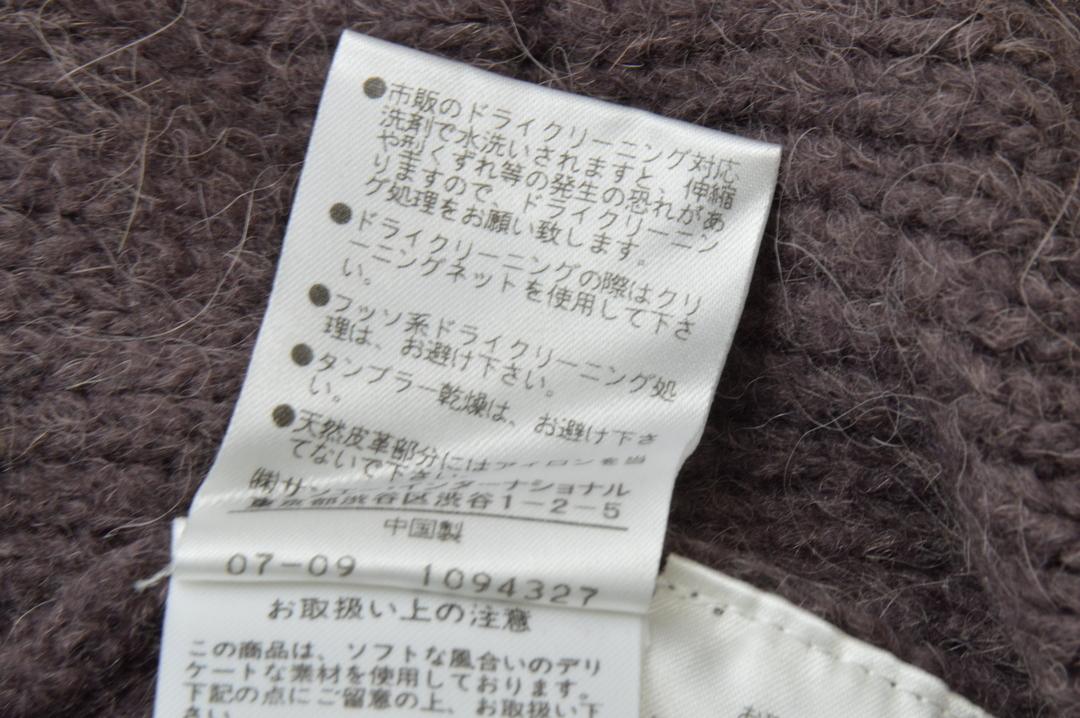 ●市販のドライクリーニング対応
洗剤で水洗いされますと、伸縮
や型くずれ等の発生の恐れがあ
りますので、ドライクリーニン
グ処理をお願い致します。
●ドライクリーニングの際はクリ
ーニングネットを使用して下さ
い。
●フッソ系ドライクリーニング処
理は、お避け下さい。
●タンブラー乾燥は、お避け下さ
い。
●天然皮革部分にはアイロンを当
てないで下さい。
㈱サンターナショナル
東京都渋谷区渋谷1-2-5
中国製
07-09 1094327
お取扱い上の注意
この商品は、ソフトな風合いのデリ
ケートな素材を使用しております。
下記の点にご留意の上、お取扱い下
さい。